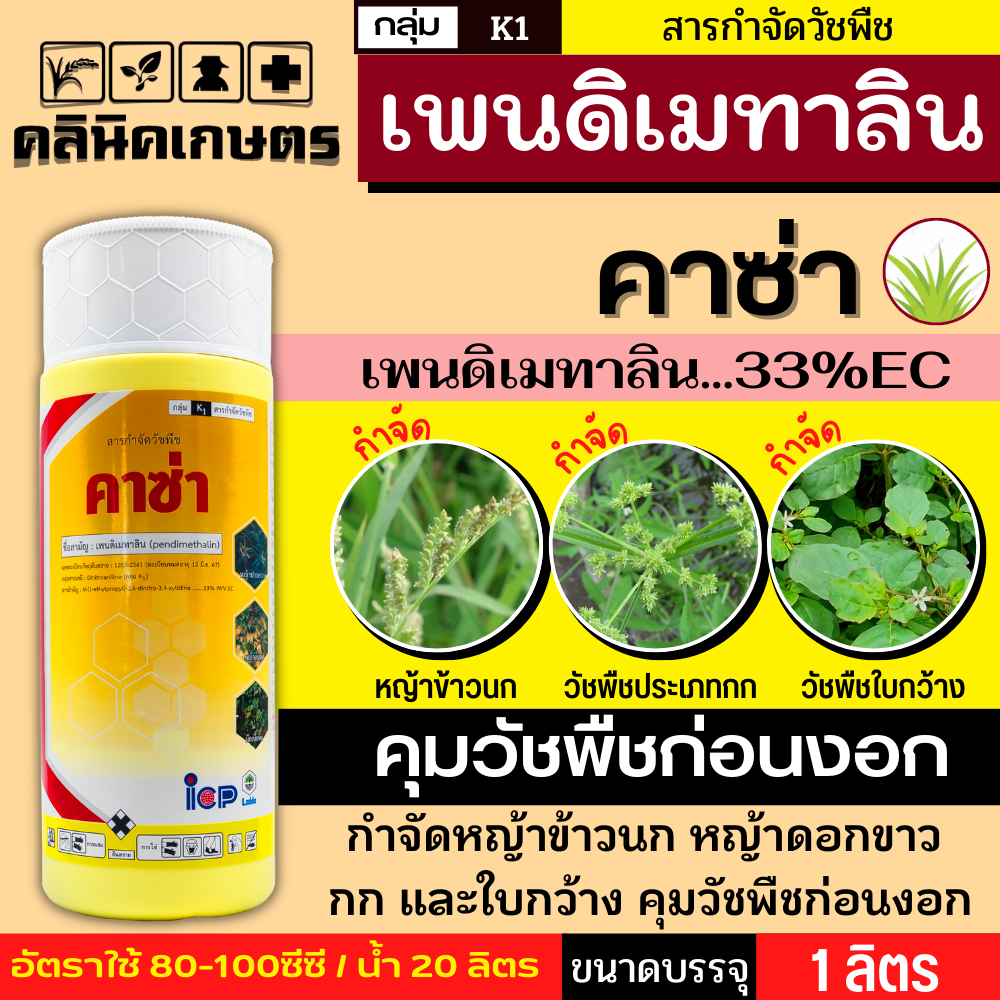 กลุ่ม K1 สารกำจัดวัชพืช
คลินิคเกษตร
เพนดิเมทาลิน
คาซ่า
เพนดิเมทาลิน...33%EC
กำจัด กำจัด กำจัด
หญ้าข้าวนก วัชพืชประเภทกก วัชพืชใบกว้าง
คุมวัชพืชก่อนงอก
กำจัดหญ้าข้าวนก หญ้าดอกขาว
กก และใบกว้าง คุมวัชพืชก่อนงอก
อัตราใช้ 80-100ซีซี / น้ำ 20 ลิตร
ขนาดบรรจุ 1 ลิตร
กลุ่ม K1 สารกำจัดวัชพืช
สารกำจัดวัชพืช
คาซ่า
ชื่อสามัญ : เพนดิเมทาลิน (pendimethalin)
icp Ladda
อันตราย